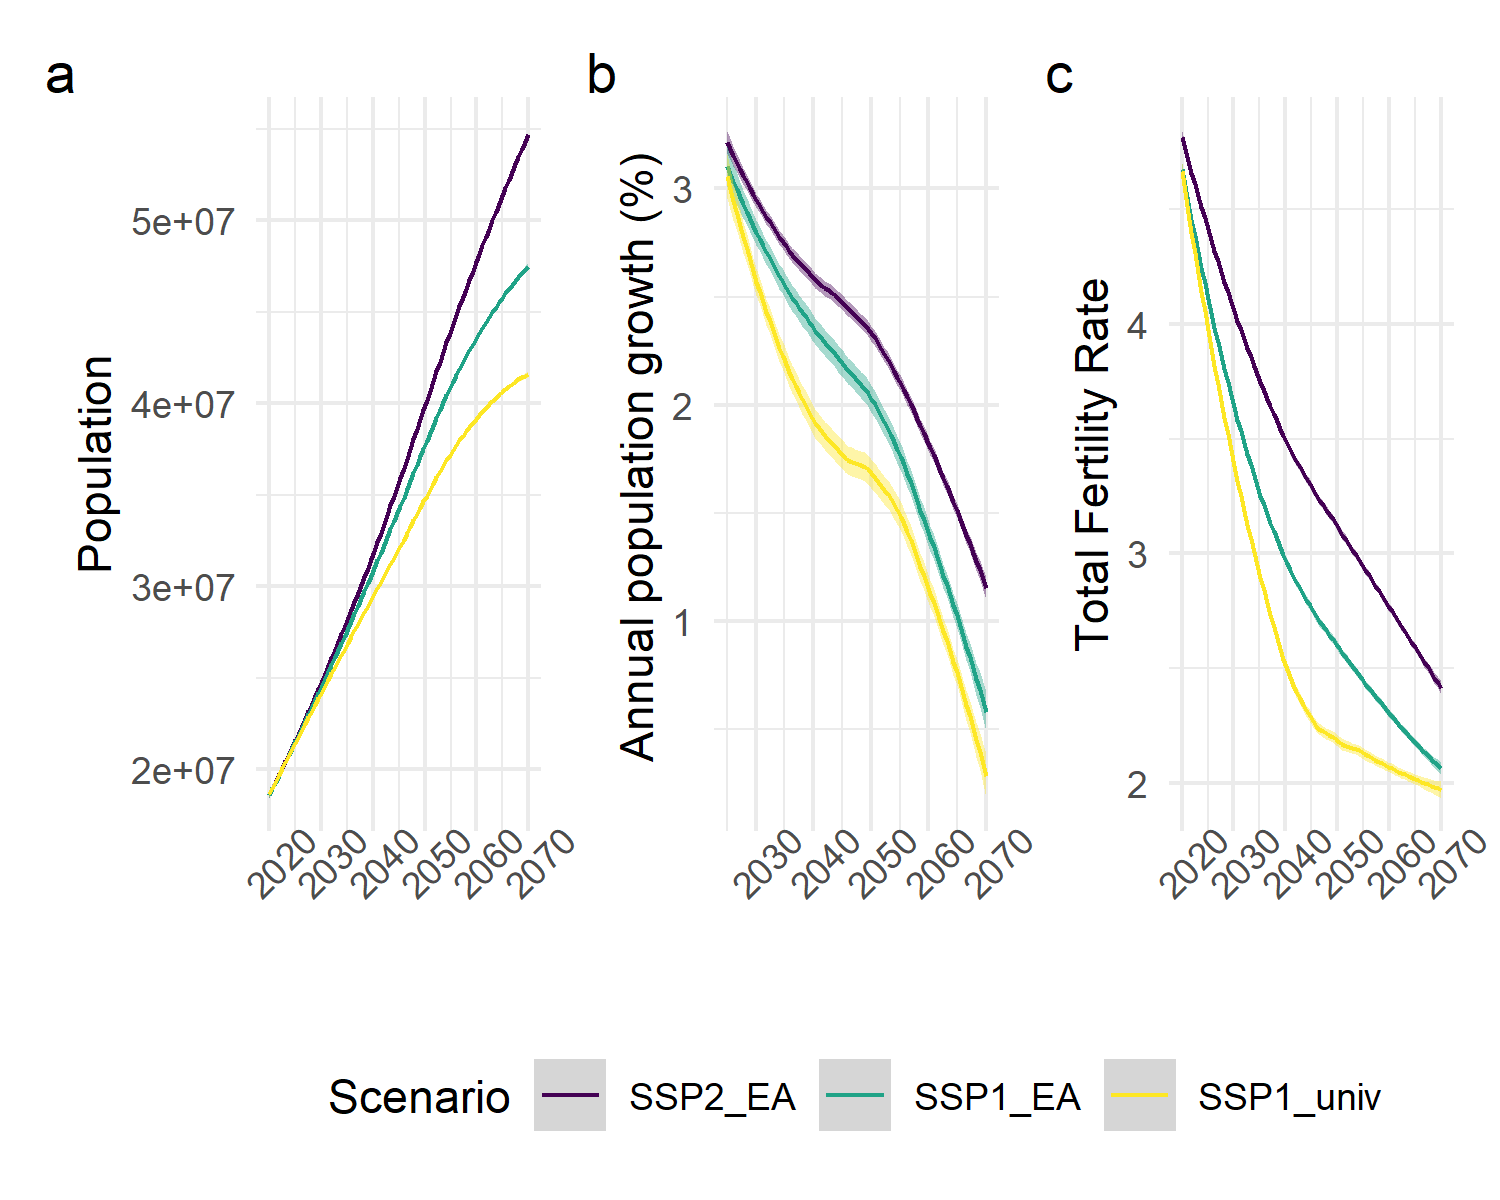 a
b
c
Population
5e+07
4e+07
3e+07
2e+07
2020
2030
2040
2050
2060
2070
Annual population growth (%)
3
2
1
2030
2040
2050
2060
2070
Total Fertility Rate
4
3
2
2020
2030
2040
2050
2060
2070
Scenario SSP2_EA SSP1_EA SSP1_univ